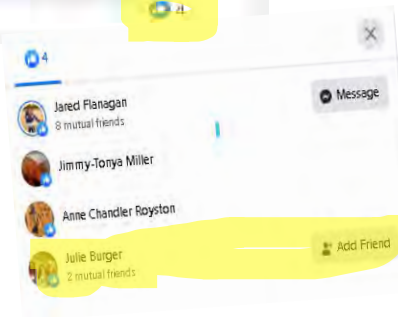 4
4
Jared Flanagan
8 mutual friends
Message
Jimmy-Tonya Miller
Anne Chandler Royston
Julie Burger
2 mutual friends
Add Friend